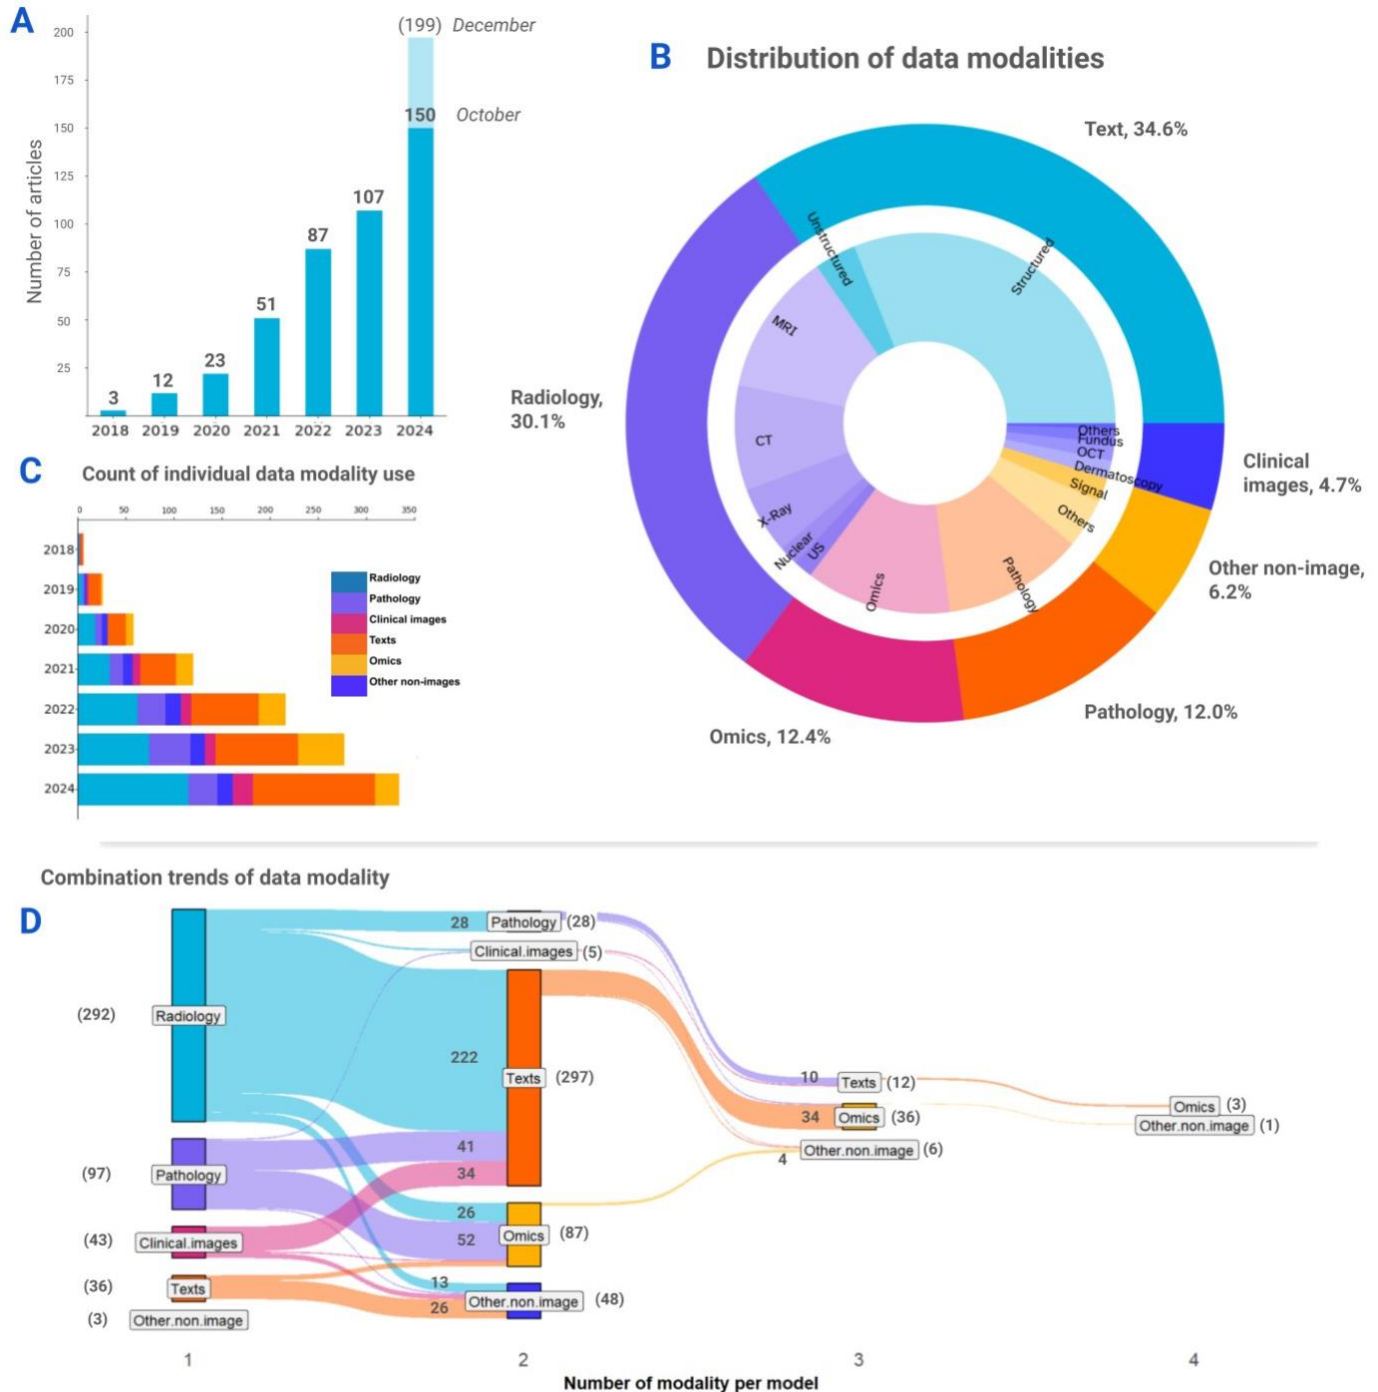 A
(199) December
200
175
150 October
150
125
107
100
87
75
51
50
23
25
12
3
Number of articles
2018 2019 2020 2021 2022 2023 2024
B Distribution of data modalities
Text, 34.6%
Unstructured
Structured
MRI
Radiology,
30.1%
CT
Others
Fundus
OCT
Dermatoscopy
Signal
Others
Clinical
images, 4.7%
X-Ray
Nuclear
US
Omics
Pathology
Other non-image,
6.2%
Pathology, 12.0%
Omics, 12.4%
C Count of individual data modality use
0 50 100 150 200 250 300 350
2018
2019
2020
2021
2022
2023
2024
Radiology
Pathology
Clinical images
Texts
Omics
Other non-images
Combination trends of data modality
D
28 Pathology (28)
Clinical.images (5)
(292) Radiology
222
Texts (297)
10 Texts (12)
34 Omics (36)
Omics (3)
Other.non.image (1)
41
Other.non.image (6)
4
(97) Pathology
34
26
Omics (87)
52
(43) Clinical.images
(36) Texts
13
Other.non.image (48)
26
(3) Other.non.image
1 2 3 4
Number of modality per model